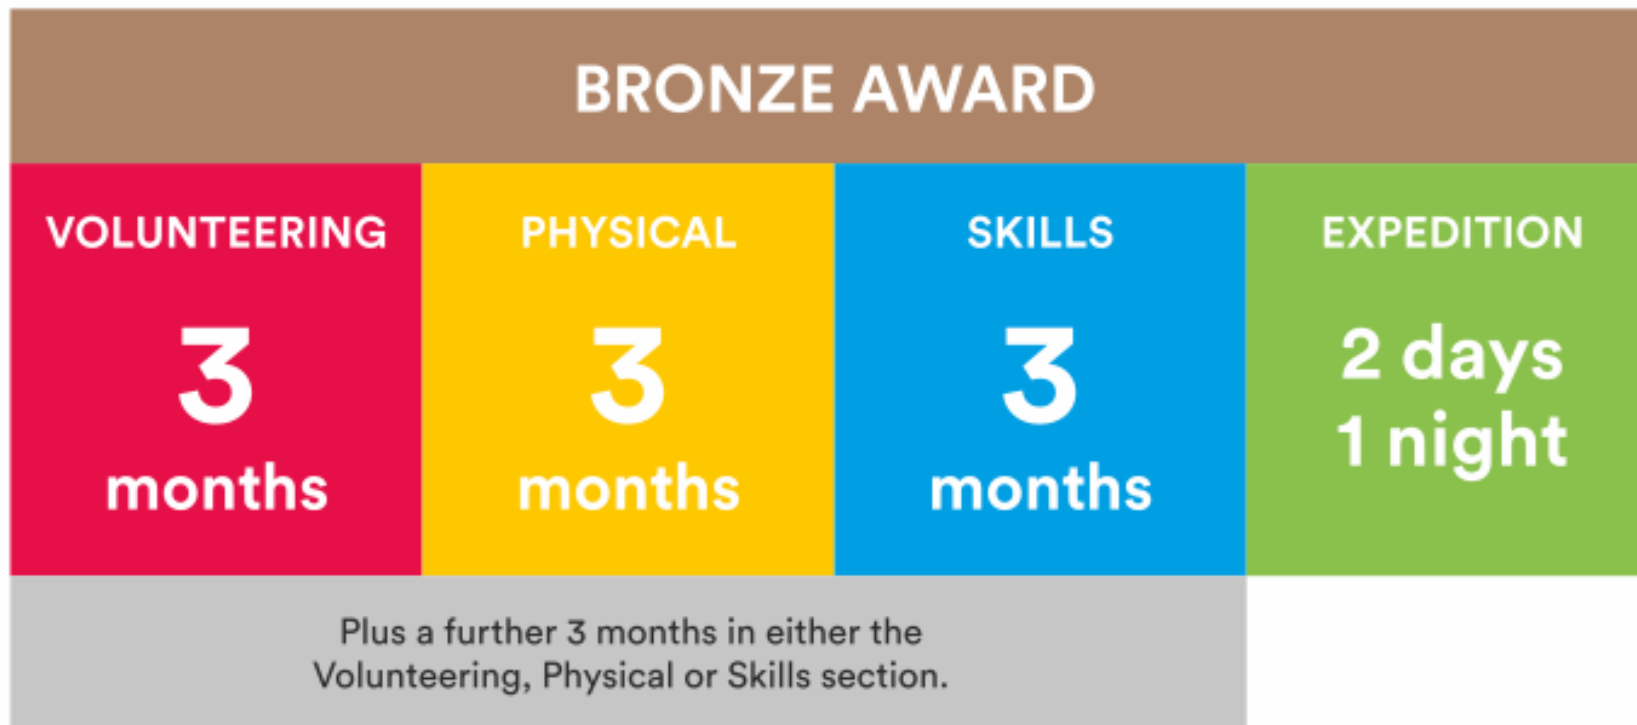 BRONZE AWARD
VOLUNTEERING
3
months
PHYSICAL
3
months
SKILLS
3
months
EXPEDITION
2 days
1 night
Plus a further 3 months in either the
Volunteering, Physical or Skills section.